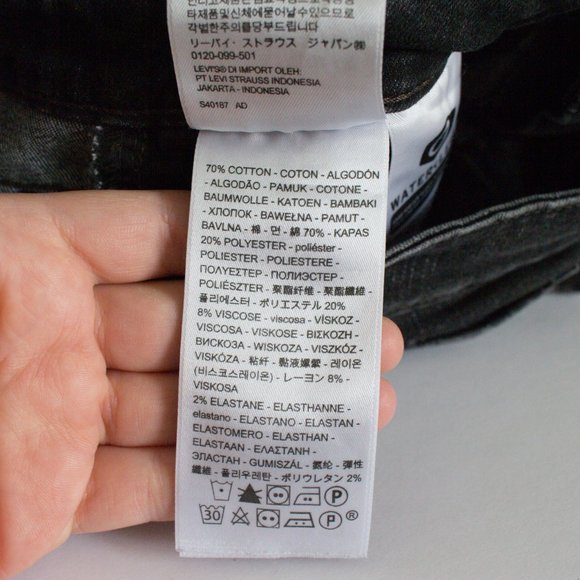 타제품및신체에묻어날수있으므로
각별한주의를당부드립니다.
リーバイ・ストラウス ジャパン㈱
0120-099-501
LEVI'S® DI IMPORT OLEH:
PT LEVI STRAUSS INDONESIA
JAKARTA - INDONESIA
S40187 AD
WATER
70% COTTON - COTON - ALGODÓN
- ALGODÃO - PAMUK - COTONE -
BAUMWOLLE - KATOEN - BAMBAKI
- ХЛОПОК - BAWEŁNA - PAMUT -
BAVLNA - 棉 - 면 - 綿 70% - KAPAS
20% POLYESTER - poliéster -
POLIESTER - POLIESTERE -
ΠΟΛΥΕΣΤΕΡ - ПОЛИЭСТЕР -
POLIÉSZTER - 聚酯纤维 - 聚酯纖維 -
폴리에스터 - ポリエステル 20%
8% VISCOSE - viscosa - VÍSKOZ -
VISCOSA - VISKOSE - ΒΙΣΚΟΖΗ -
ВИСКОЗА - WISKOZA - VISZKÓZ -
VISKÓZA - 粘纤 - 黏液嫘縈 - 레이온
(비스코스레이온) - レーヨン 8% -
VISKOSA
2% ELASTANE - ELASTHANNE -
elastano - ELASTANO - ELASTAN -
ELASTOMERO - ELASTHAN -
ELASTAAN - ΕΛΑΣΤΑΝΗ -
ЭЛАСТАН - GUMISZÁL - 氨纶 - 彈性
纖維 - 폴리우레탄 - ポリウレタン 2%
P
30 P ®